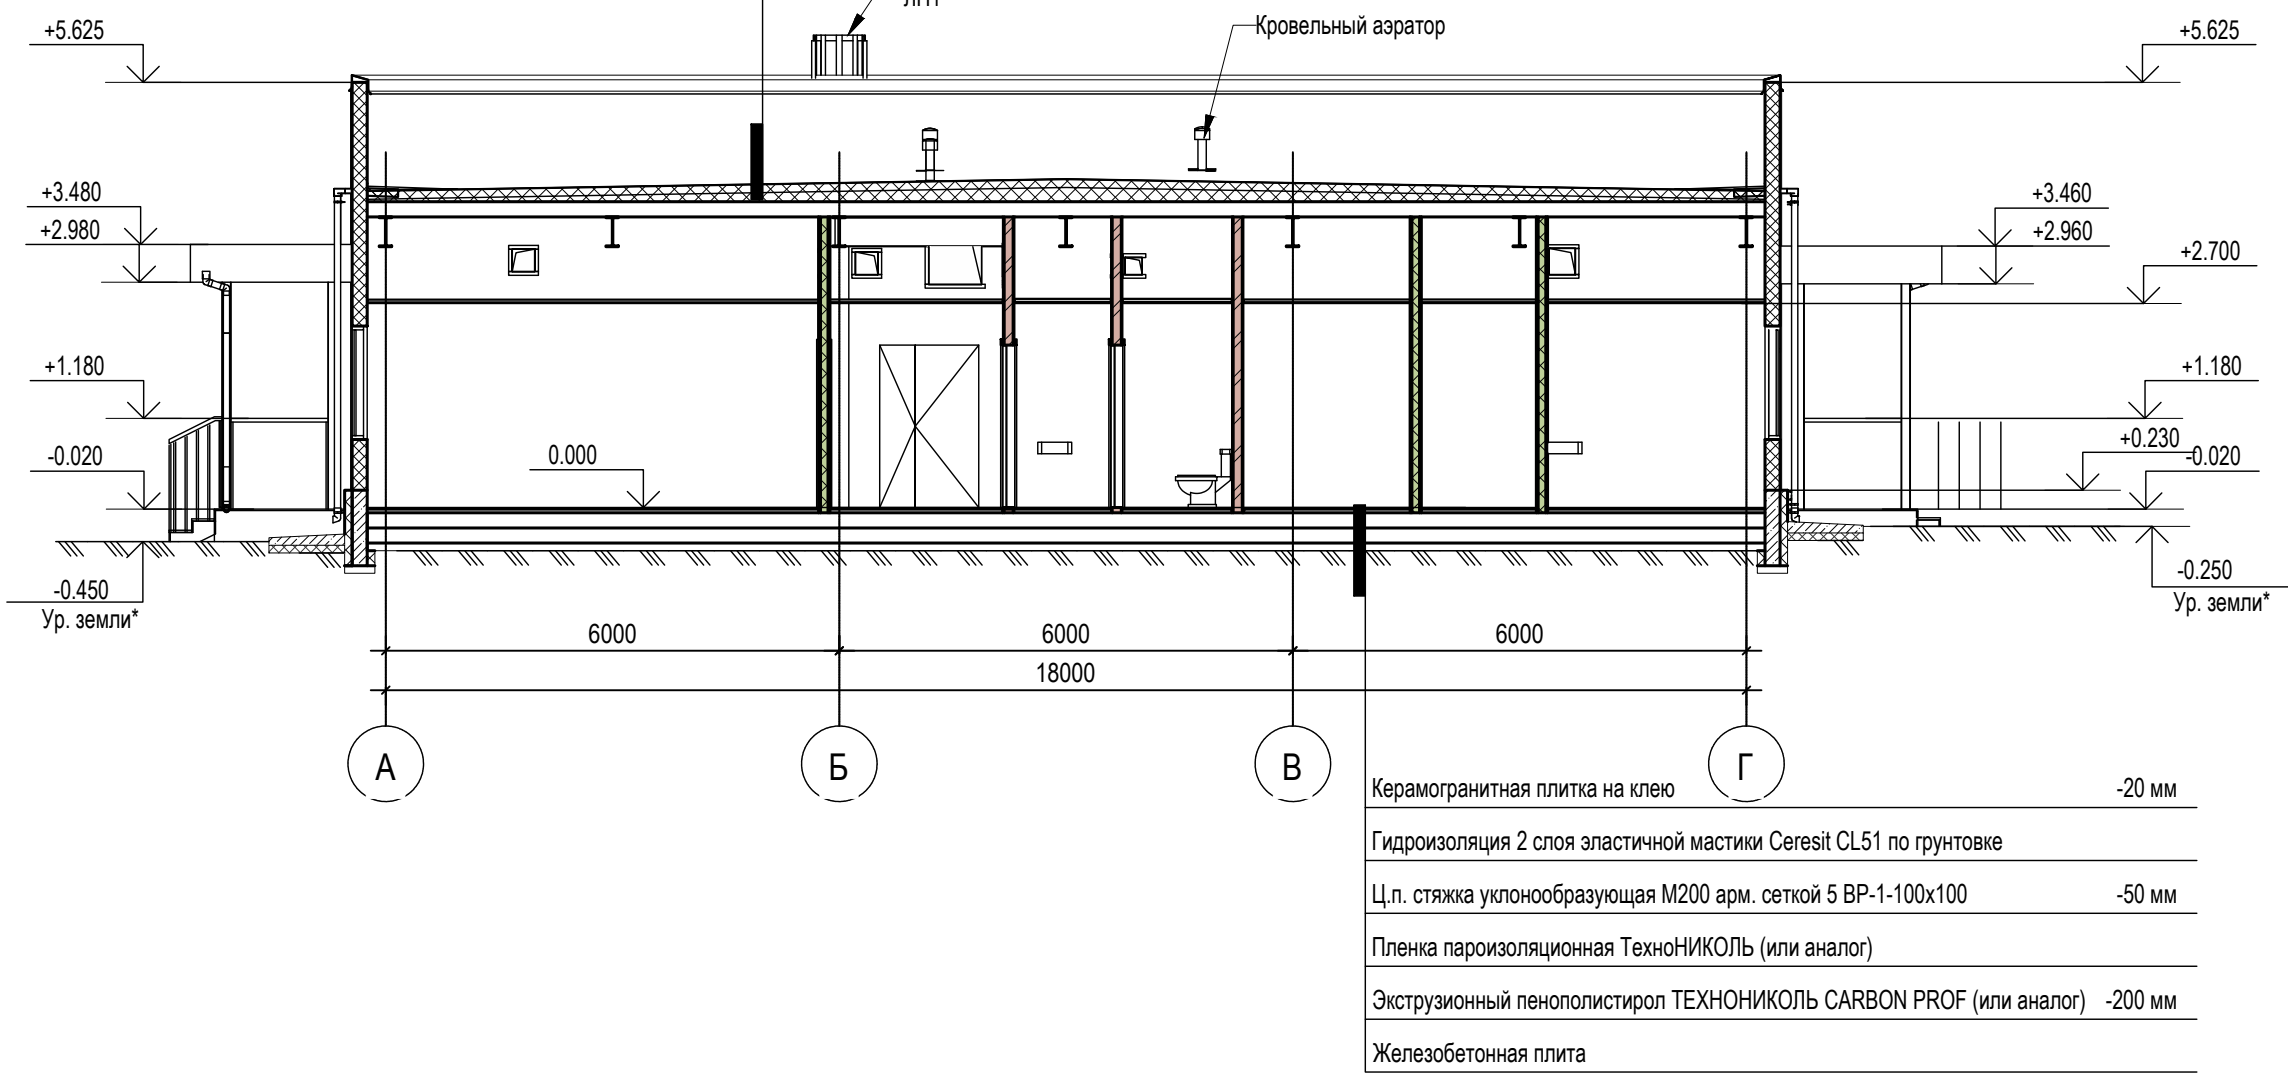 +5.625
Кровельный аэратор
+5.625
+3.480
+2.980
+3.460
+2.960
+2.700
+1.180
+1.180
-0.020
0.000
+0.230
-0.020
-0.450
Ур. земли*
-0.250
Ур. земли*
6000
6000
6000
18000
А
Б
В
Г
Керамогранитная плитка на клею -20 мм
Гидроизоляция 2 слоя эластичной мастики Ceresit CL51 по грунтовке
Ц.п. стяжка уклонообразующая М200 арм. сеткой 5 ВР-1-100х100 -50 мм
Пленка пароизоляционная ТехноНИКОЛЬ (или аналог)
Экструзионный пенополистирол ТЕХНОНИКОЛЬ CARBON PROF (или аналог) -200 мм
Железобетонная плита